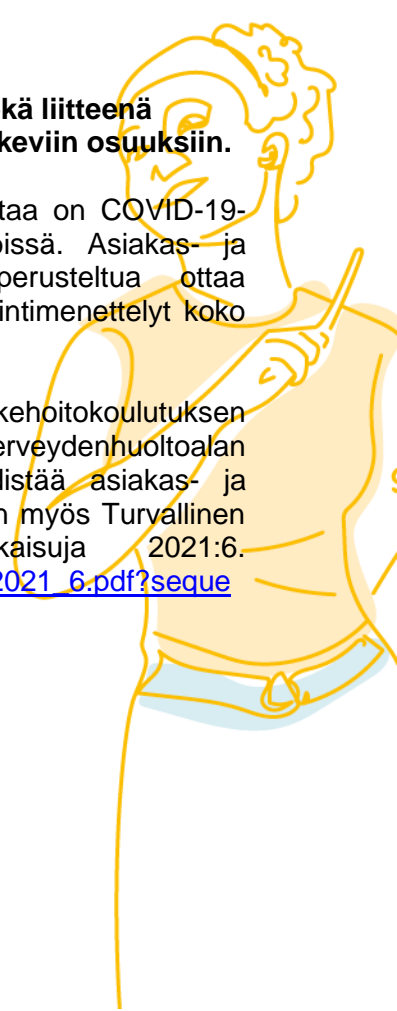 kä liitteenä
keviin osuuksiin.
taa on COVID-19-
issä. Asiakas- ja
perusteltua ottaa
intimenettelyt koko
kehoitokoulutuksen
erveydenhuoltoalan
listää asiakas- ja
n myös Turvallinen
kaisuja 2021:6.
2021_6.pdf?seque